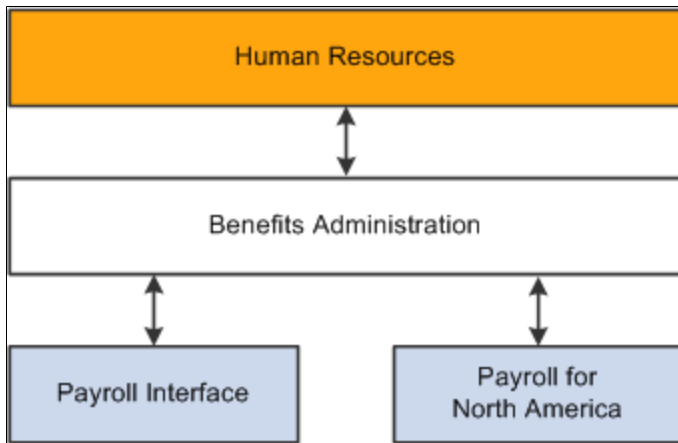 Human Resources
Benefits Administration
Payroll Interface
Payroll for
North America